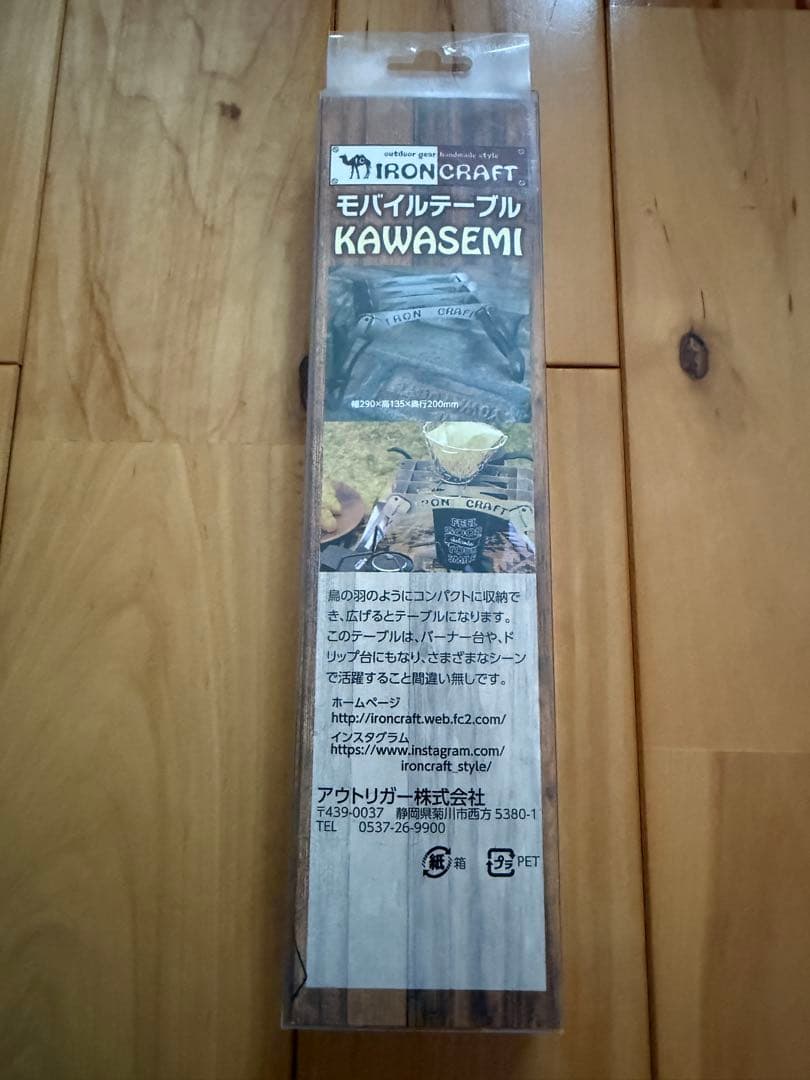 outdoor gear handmade style
IRON CRAFT
モバイルテーブル
KAWASEMI
IRON CRAFT
幅290×高135×奥行200mm
IRON CRAFT
鳥の羽のようにコンパクトに収納で
き、広げるとテーブルになります。
このテーブルは、バーナー台や、ド
リップ台にもなり、さまざまなシーン
で活躍すること間違い無しです。
ホームページ
http://ironcraft.web.fc2.com/
インスタグラム
https://www.instagram.com/
ironcraft_style/
アウトリガー株式会社
〒439-0037 静岡県菊川市西方 5380-1
TEL 0537-26-9900
紙 箱 プラ PET